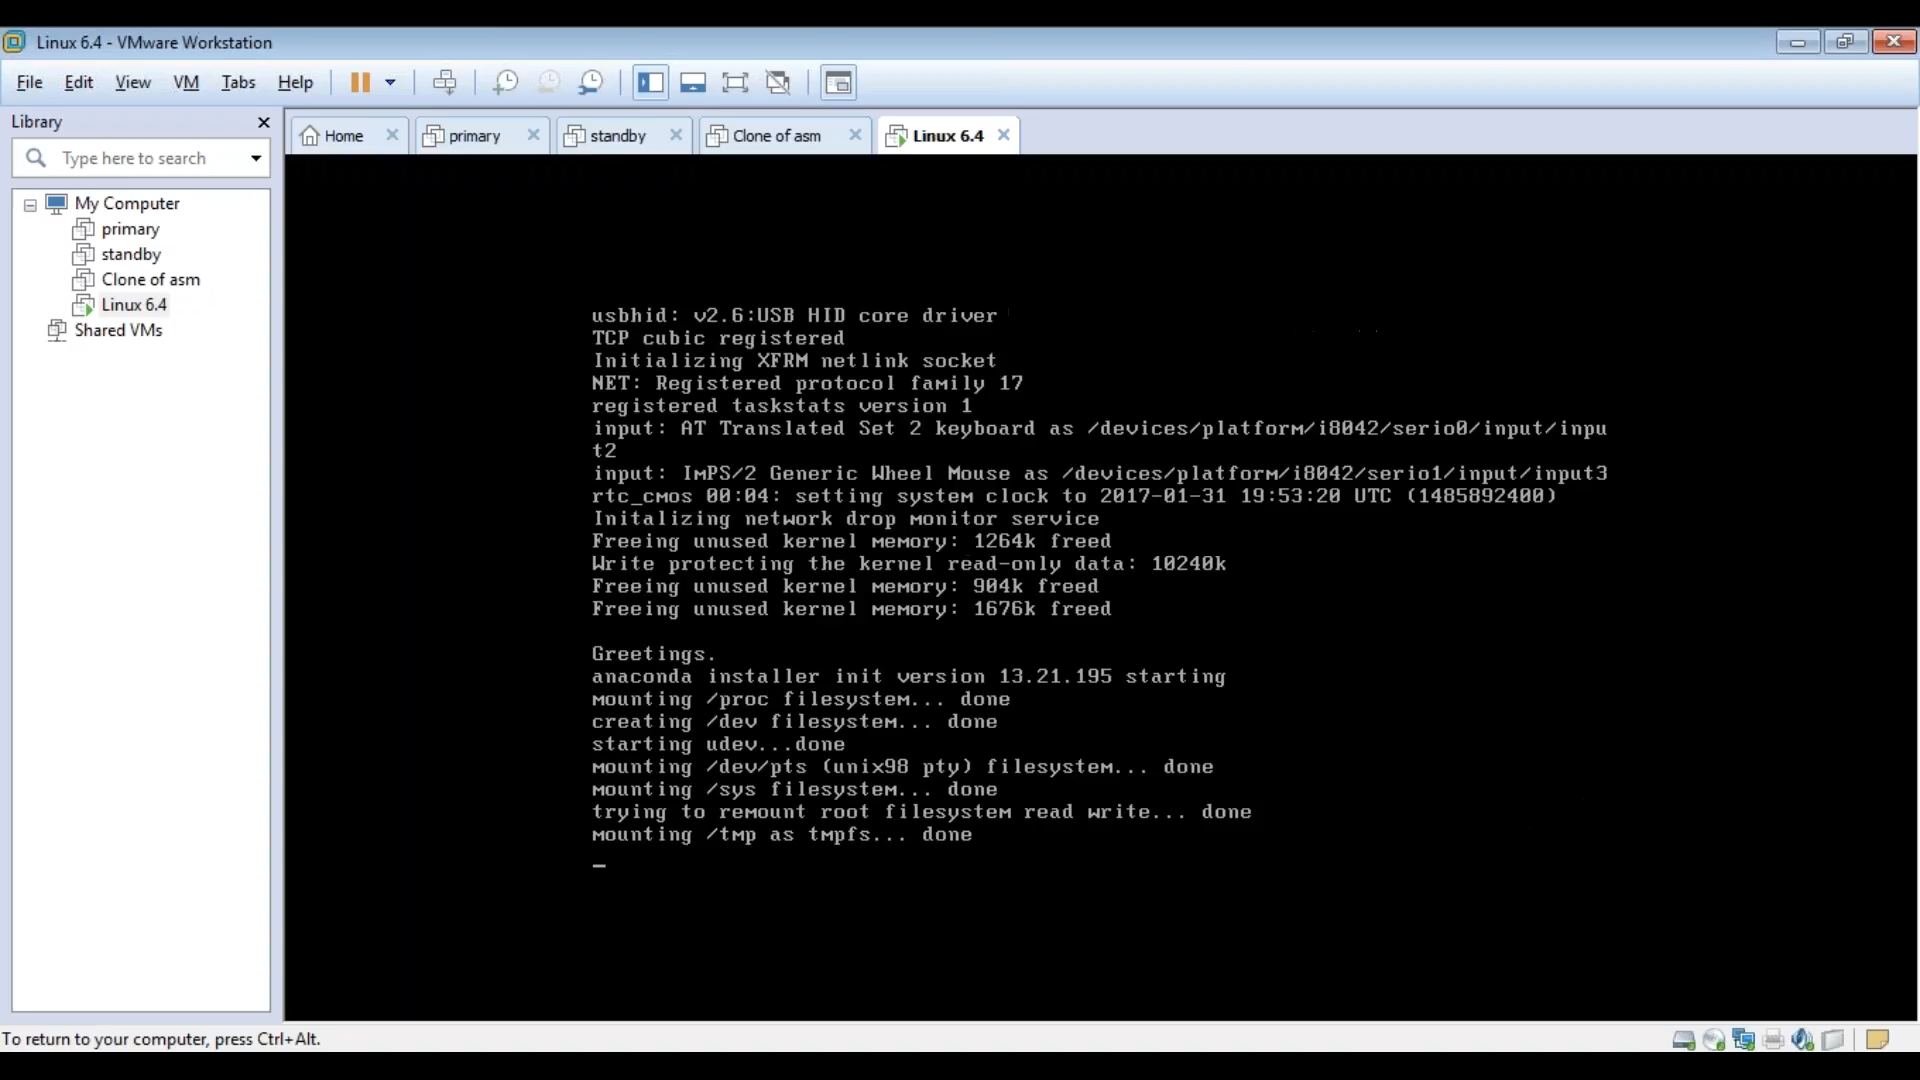 Linux 6.4 - VMware Workstation
File Edit View VM Tabs Help
Library
Type here to search
My Computer
primary
standby
Clone of asm
Linux 6.4
Shared VMs
Home primary standby Clone of asm Linux 6.4
usbhid: v2.6:USB HID core driver
TCP cubic registered
Initializing XFRM netlink socket
NET: Registered protocol family 17
registered taskstats version 1
input: AT Translated Set 2 keyboard as /devices/platform/i8042/serio0/input/inpu
t2
input: ImPS/2 Generic Wheel Mouse as /devices/platform/i8042/serio1/input/input3
rtc_cmos 00:04: setting system clock to 2017-01-31 19:53:20 UTC (1485892400)
Initalizing network drop monitor service
Freeing unused kernel memory: 1264k freed
Write protecting the kernel read-only data: 10240k
Freeing unused kernel memory: 904k freed
Freeing unused kernel memory: 1676k freed
Greetings.
anaconda installer init version 13.21.195 starting
mounting /proc filesystem... done
creating /dev filesystem... done
starting udev...done
mounting /dev/pts (unix98 pty) filesystem... done
mounting /sys filesystem... done
trying to remount root filesystem read write... done
mounting /tmp as tmpfs... done
_
To return to your computer, press Ctrl+Alt.